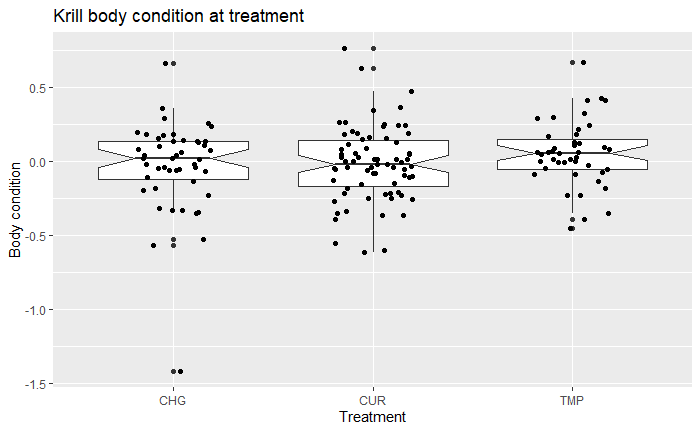 Krill body condition at treatment
Body condition
0.5
0.0
-0.5
-1.0
-1.5
CHG
CUR
TMP
Treatment